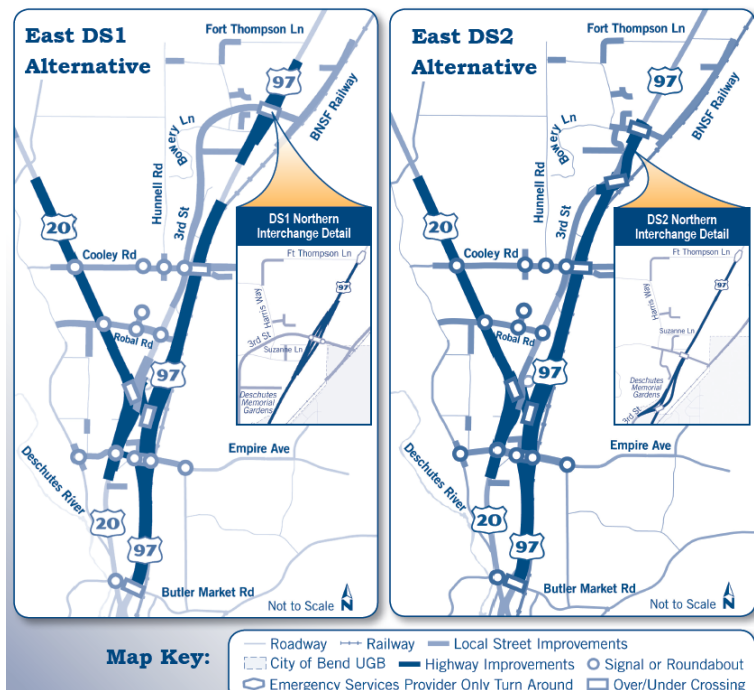 East DS1
Alternative
Fort Thompson Ln
97
BNSF Railway
Bowery Ln
Hunnell Rd
3rd St
20
Cooley Rd
Robal Rd
97
DS1 Northern
Interchange Detail
Ft Thompson Ln
97
Harris Way
3rd St
Suzanne Ln
Deschutes
Memorial
Gardens
Empire Ave
Deschutes River
20
97
Butler Market Rd
Not to Scale
N
East DS2
Alternative
Fort Thompson Ln
97
BNSF Railway
Bowery Ln
Hunnell Rd
3rd St
20
Cooley Rd
Robal Rd
97
DS2 Northern
Interchange Detail
Ft Thompson Ln
97
Harris Way
Suzanne Ln
Deschutes
Memorial
Gardens
3rd St
Empire Ave
Deschutes River
20
97
Butler Market Rd
Not to Scale
N
Map Key:
Roadway Railway Local Street Improvements
City of Bend UGB Highway Improvements Signal or Roundabout
Emergency Services Provider Only Turn Around Over/Under Crossing